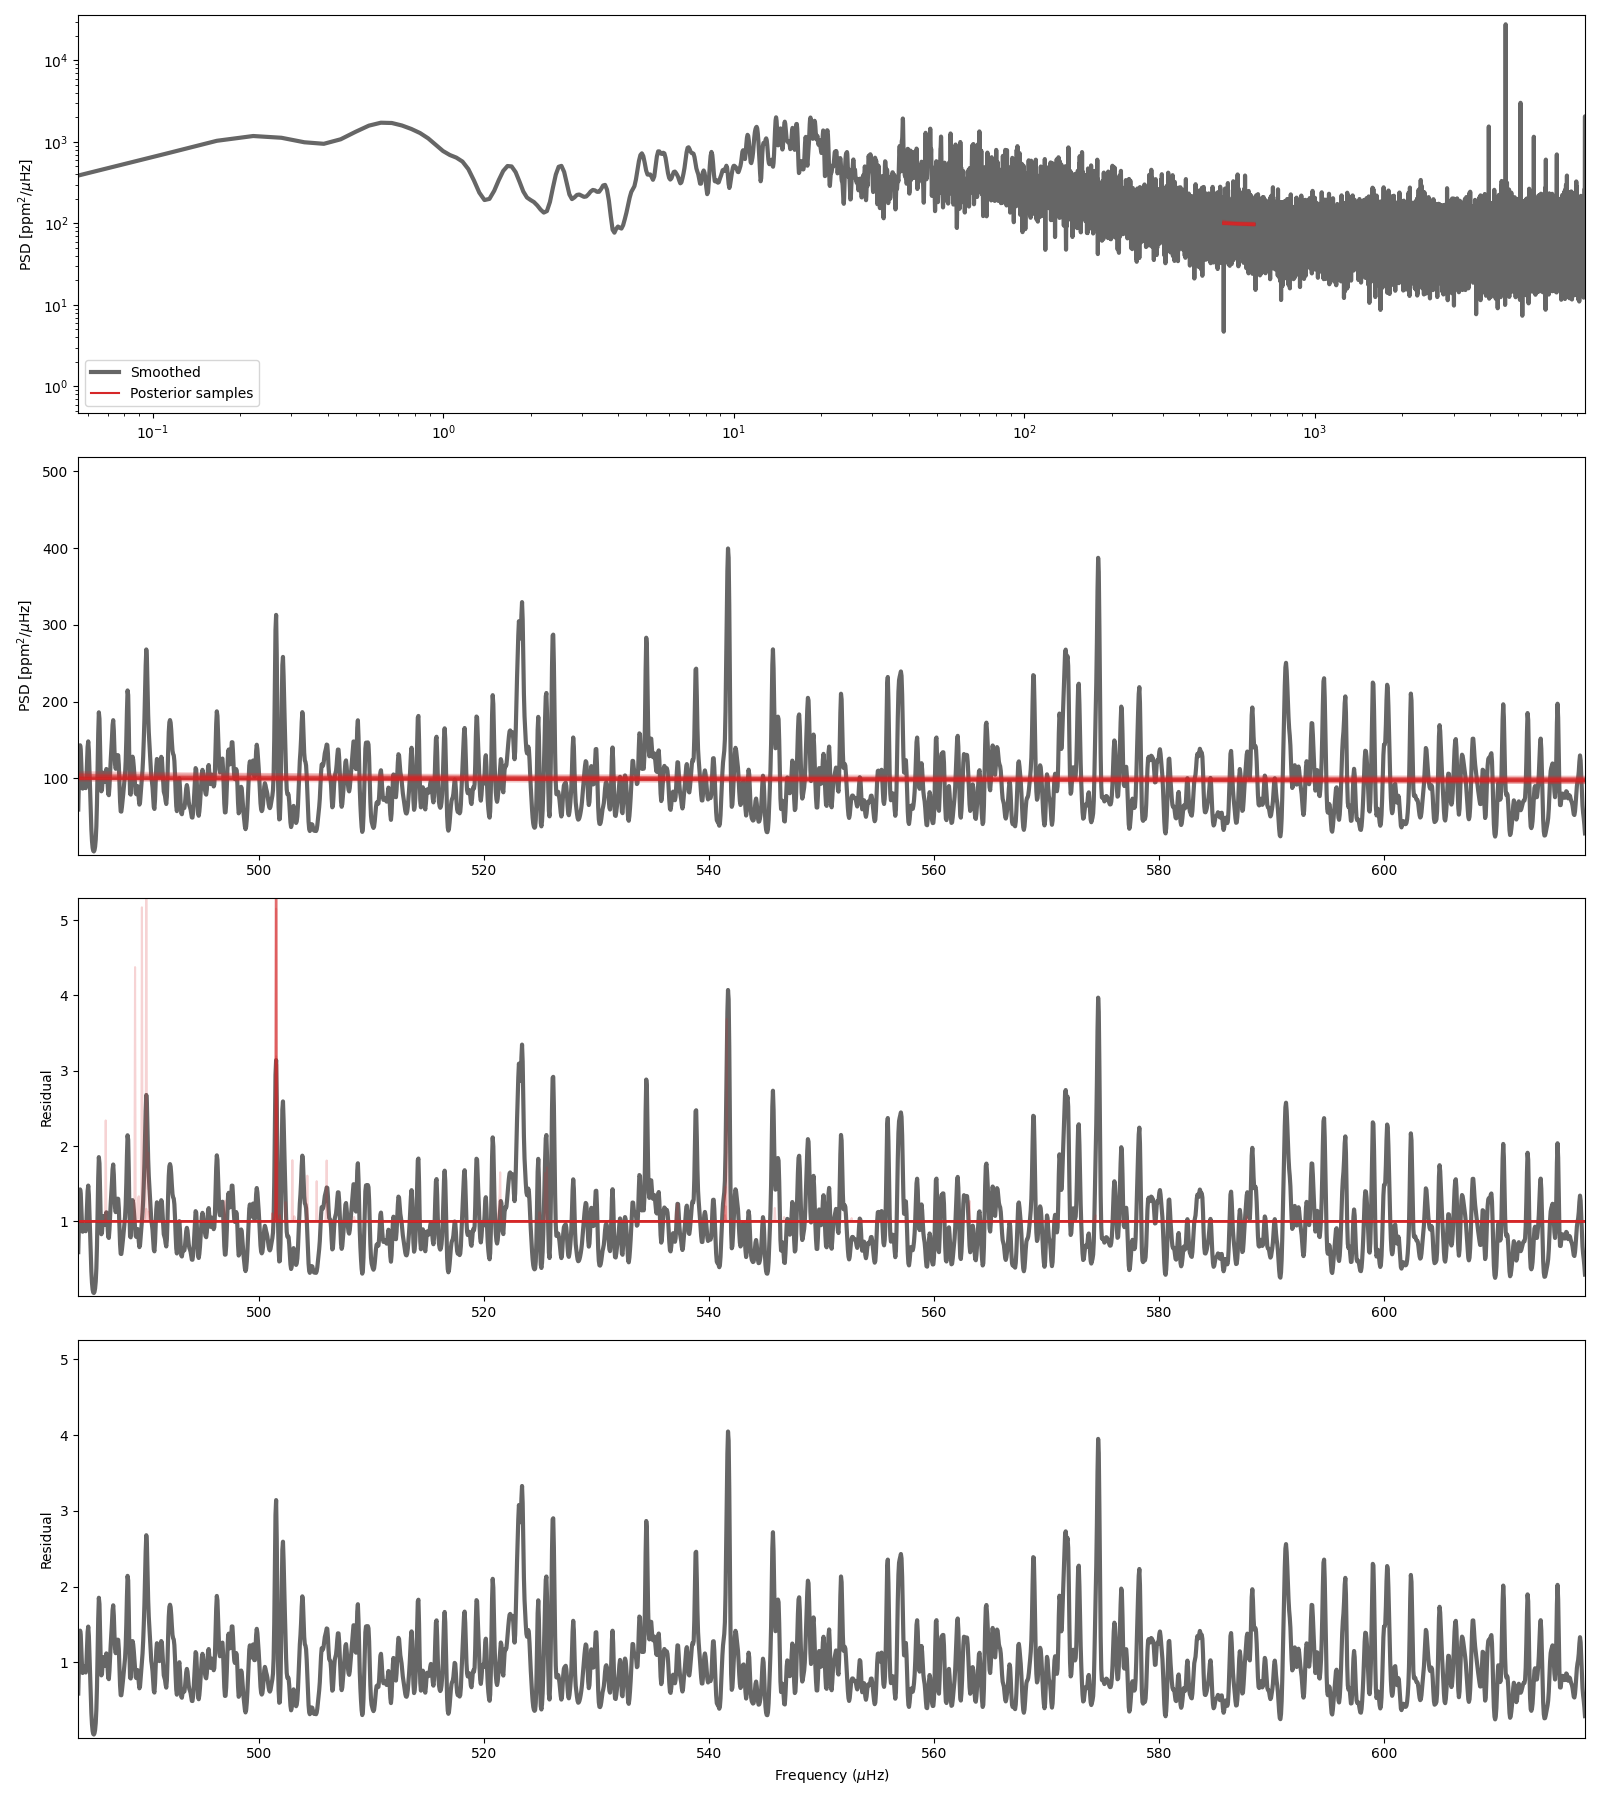 PSD [ppm²/μHz]
10⁴
10³
10²
10¹
10⁰
Smoothed
Posterior samples
10⁻¹ 10⁰ 10¹ 10² 10³
PSD [ppm²/μHz]
500
400
300
200
100
500 520 540 560 580 600
Residual
5
4
3
2
1
500 520 540 560 580 600
Residual
5
4
3
2
1
500 520 540 560 580 600
Frequency (μHz)